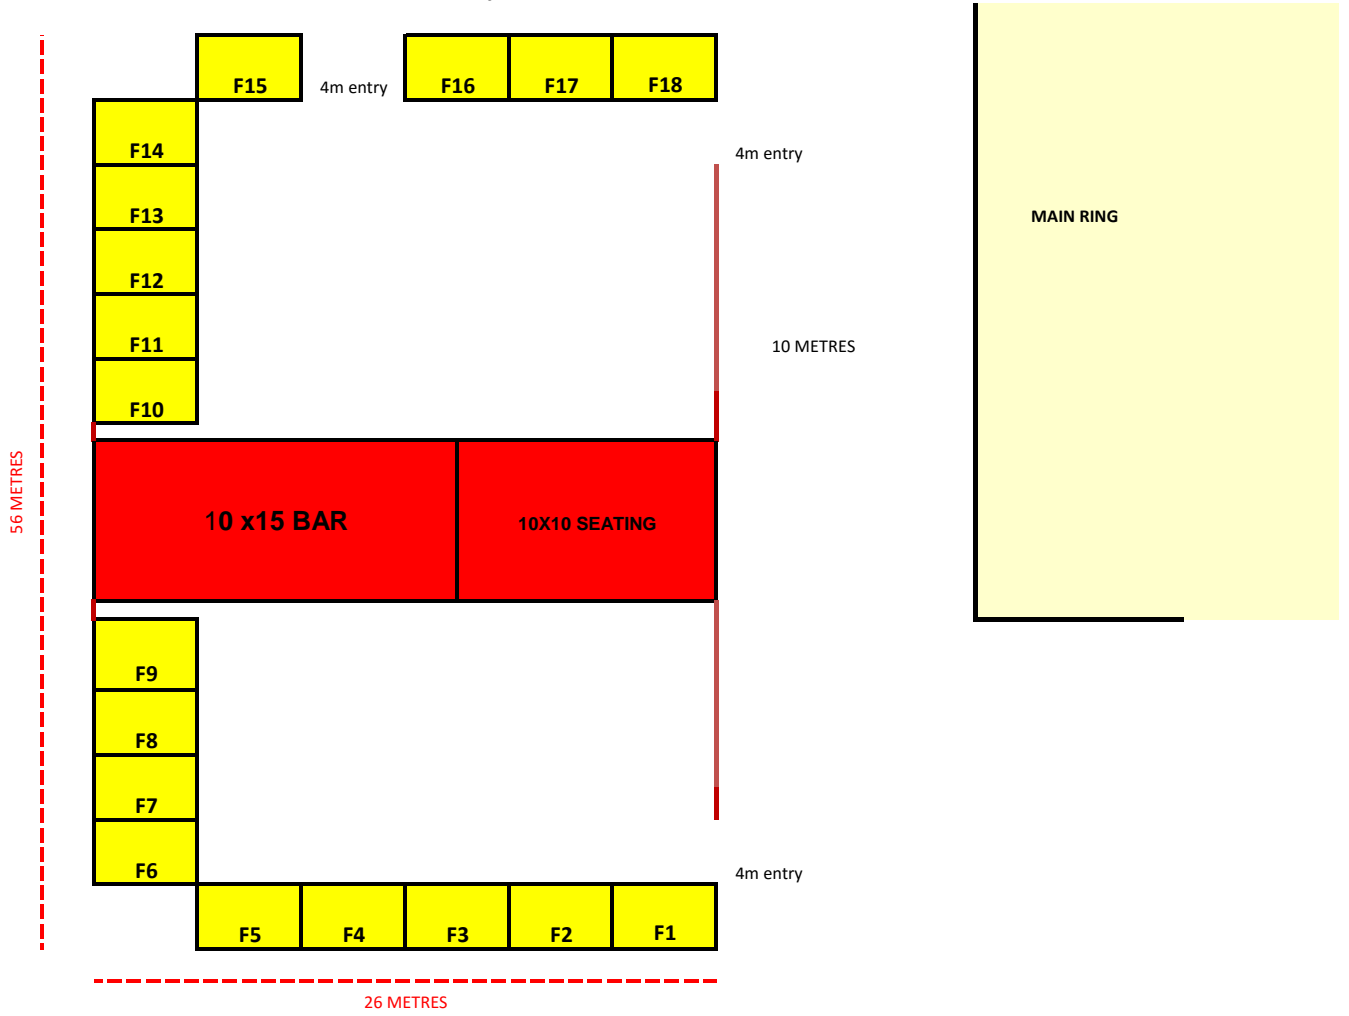 F15
4m entry
F16
F17
F18
F14
4m entry
F13
MAIN RING
F12
F11
10 METRES
F10
56 METRES
10 x15 BAR
10X10 SEATING
F9
F8
F7
F6
4m entry
F5
F4
F3
F2
F1
26 METRES